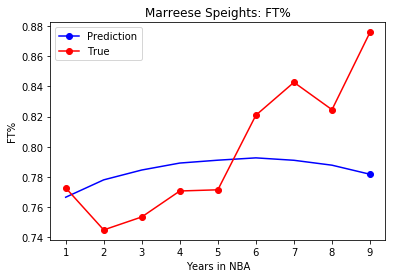 Marreese Speights: FT%
Prediction
True
FT%
0.88
0.86
0.84
0.82
0.80
0.78
0.76
0.74
1 2 3 4 5 6 7 8 9
Years in NBA